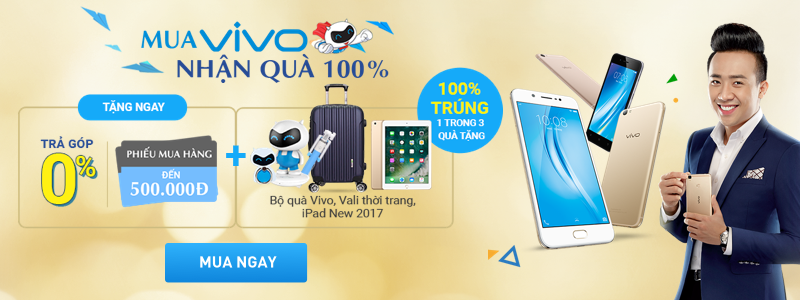 MUA VIVO
NHẬN QUÀ 100%
TẶNG NGAY
TRẢ GÓP
0%
PHIẾU MUA HÀNG
ĐẾN
500.000Đ
+
100%
TRÚNG
1 TRONG 3
QUÀ TẶNG
Bộ quà Vivo, Vali thời trang,
iPad New 2017
MUA NGAY
vivo